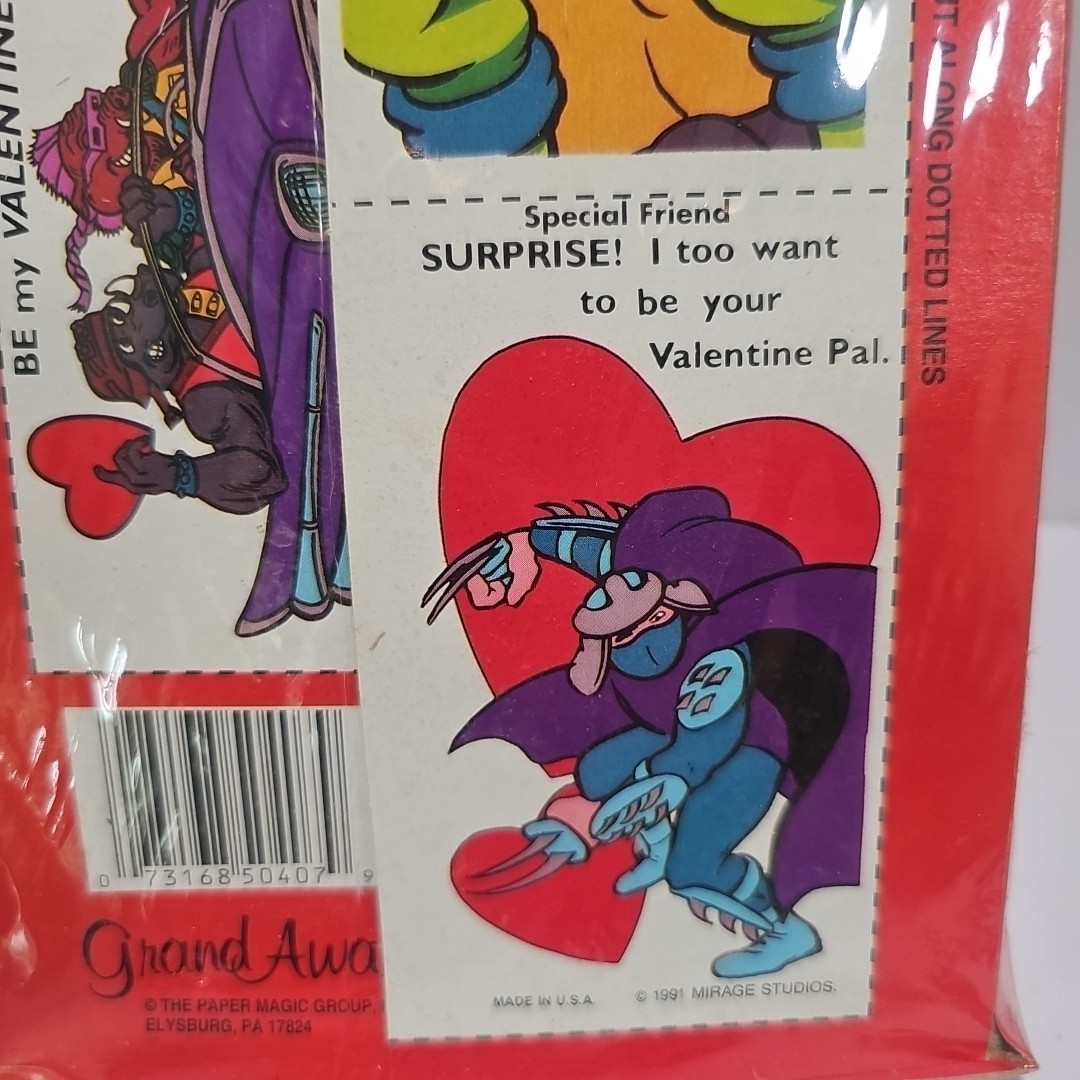 BE my VALENTINE
UT ALONG DOTTED LINES
Special Friend
SURPRISE! I too want
to be your
Valentine Pal.
MADE IN U.S.A. © 1991 MIRAGE STUDIOS.
0 73168 50407 9
Grand Awa
© THE PAPER MAGIC GROUP,
ELYSBURG, PA 17824